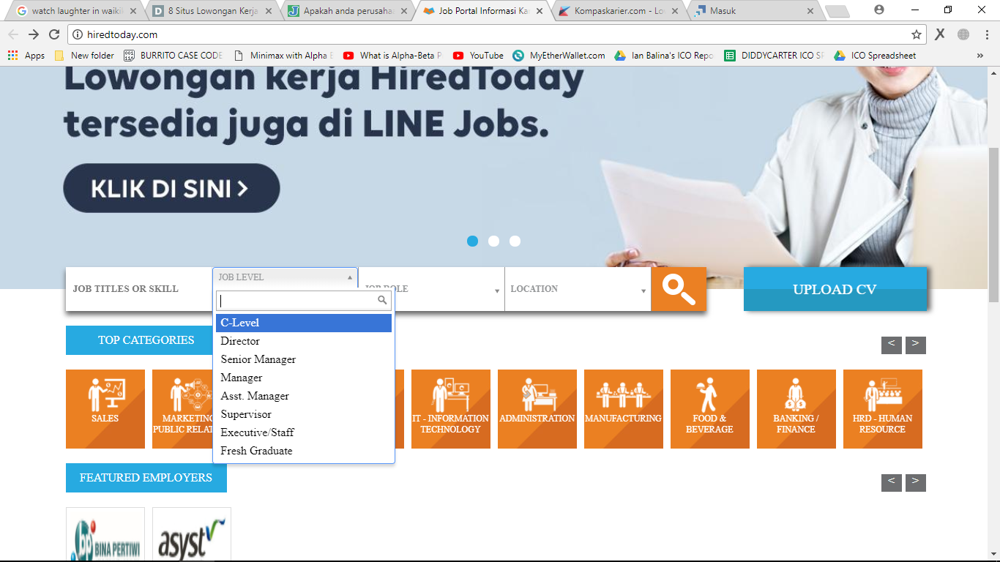 watch laughter in waikik
8 Situs Lowongan Kerja
Apakah anda perusaha
Job Portal Informasi Ka
Kompaskarier.com - Lo
Masuk
hiredtoday.com
Apps
New folder
BURRITO CASE CODE
Minimax with Alpha B
What is Alpha-Beta P
YouTube
MyEtherWallet.com
Ian Balina's ICO Repo
DIDDYCARTER ICO SP
ICO Spreadsheet
Lowongan kerja HiredToday
tersedia juga di LINE Jobs.
KLIK DI SINI >
JOB TITLES OR SKILL
JOB LEVEL
JOB ROLE
LOCATION
UPLOAD CV
C-Level
Director
Senior Manager
Manager
Asst. Manager
Supervisor
Executive/Staff
Fresh Graduate
TOP CATEGORIES
< >
SALES
MARKETING
PUBLIC RELAT
IT - INFORMATION
TECHNOLOGY
ADMINISTRATION
MANUFACTURING
FOOD &
BEVERAGE
BANKING /
FINANCE
HRD - HUMAN
RESOURCE
FEATURED EMPLOYERS
< >
bp BINA PERTIWI
asyst